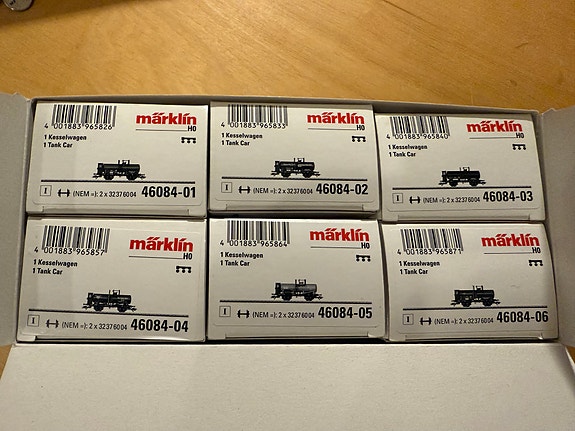 4 001883 965826
märklin
H0
1 Kesselwagen
1 Tank Car
I (NEM =): 2 x 32376004 46084-01
4 001883 965833
märklin
H0
1 Kesselwagen
1 Tank Car
I (NEM =): 2 x 32376004 46084-02
4 001883 965840
märklin
H0
1 Kesselwagen
1 Tank Car
I (NEM =): 2 x 32376004 46084-03
4 001883 965857
märklin
H0
1 Kesselwagen
1 Tank Car
I (NEM =): 2 x 32376004 46084-04
4 001883 965864
märklin
H0
1 Kesselwagen
1 Tank Car
I (NEM =): 2 x 32376004 46084-05
4 001883 965871
märklin
H0
1 Kesselwagen
1 Tank Car
I (NEM =): 2 x 32376004 46084-06